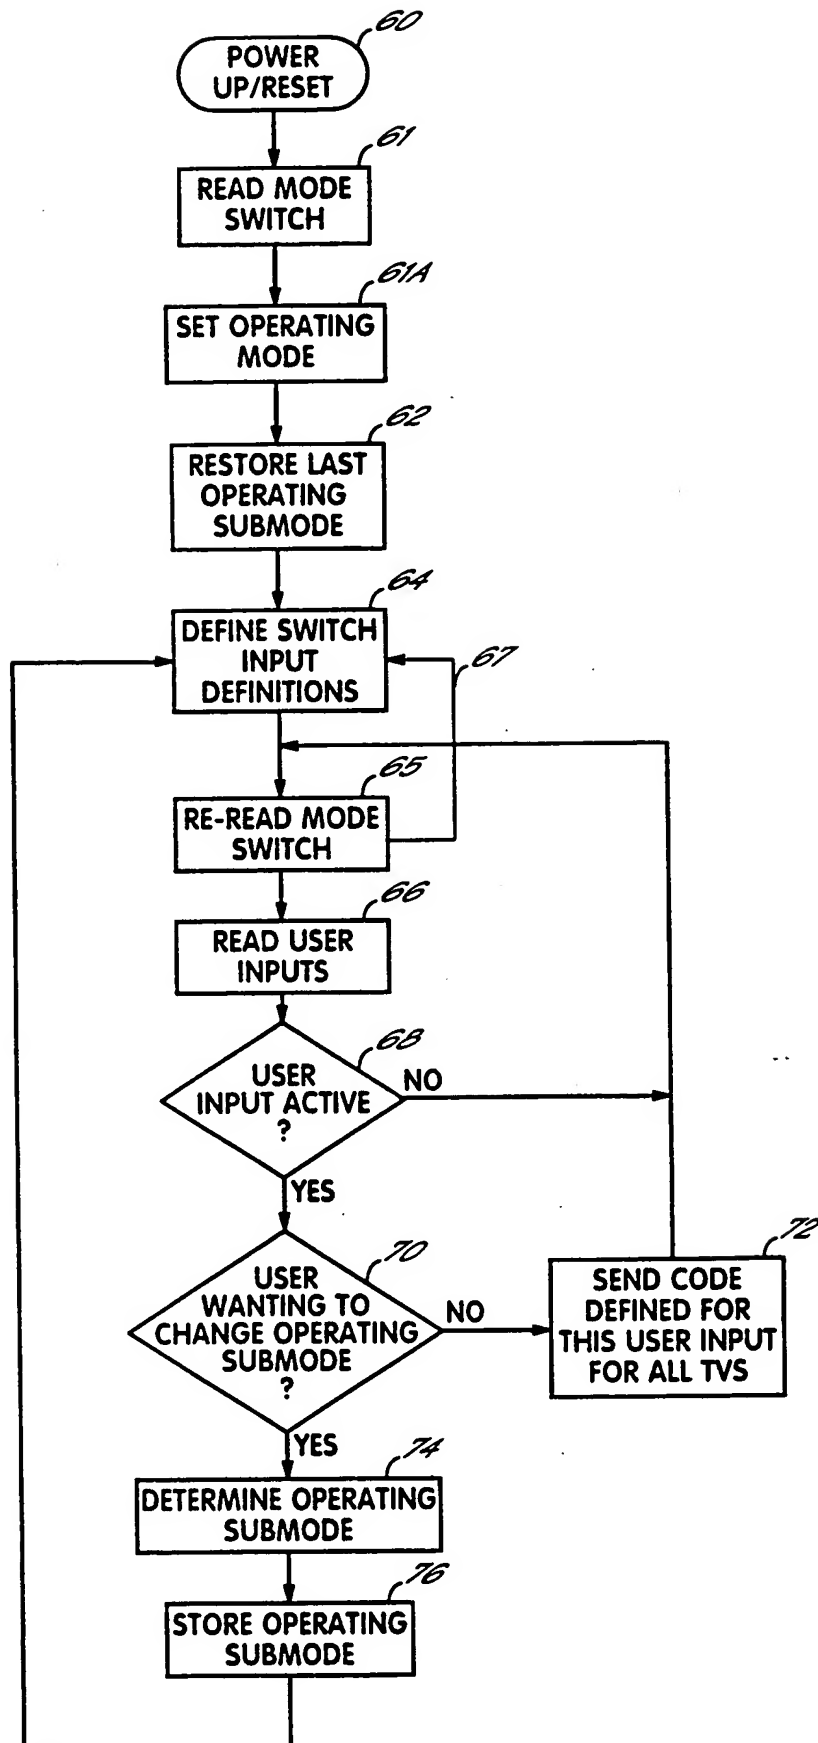 60
POWER
UP/RESET
61
READ MODE
SWITCH
61A
SET OPERATING
MODE
62
RESTORE LAST
OPERATING
SUBMODE
64
DEFINE SWITCH
INPUT
DEFINITIONS
67
65
RE-READ MODE
SWITCH
66
READ USER
INPUTS
68
USER
INPUT ACTIVE
?
NO
YES
70
USER
WANTING TO
CHANGE OPERATING
SUBMODE
?
NO
72
SEND CODE
DEFINED FOR
THIS USER INPUT
FOR ALL TVS
YES
74
DETERMINE OPERATING
SUBMODE
76
STORE OPERATING
SUBMODE